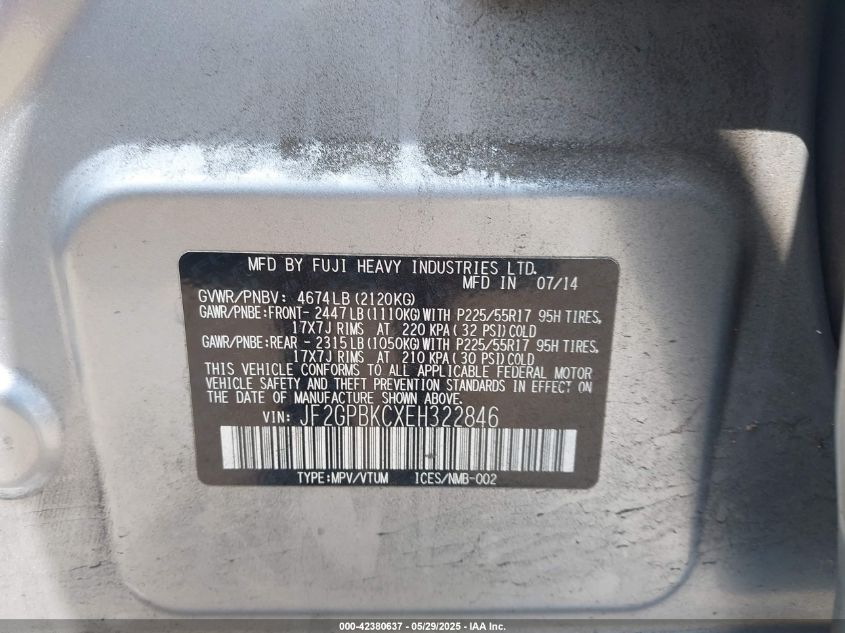 MFD BY FUJI HEAVY INDUSTRIES LTD.
MFD IN 07/14
GVWR/PNBV: 4674LB(2120KG)
GAWR/PNBE:FRONT- 2447LB(1110KG)WITH P225/55R17 95H TIRES,
17X7J RIMS AT 220 KPA(32 PSI)COLD
GAWR/PNBE:REAR - 2315LB(1050KG)WITH P225/55R17 95H TIRES,
17X7J RIMS AT 210 KPA(30 PSI)COLD
THIS VEHICLE CONFORMS TO ALL APPLICABLE FEDERAL MOTOR
VEHICLE SAFETY AND THEFT PREVENTION STANDARDS IN EFFECT ON
THE DATE OF MANUFACTURE SHOWN ABOVE.
VIN: JF2GPBKCXEH322846
TYPE:MPV/VTUM ICES/NMB-002
000-42380637 - 05/29/2025 - IAA Inc.